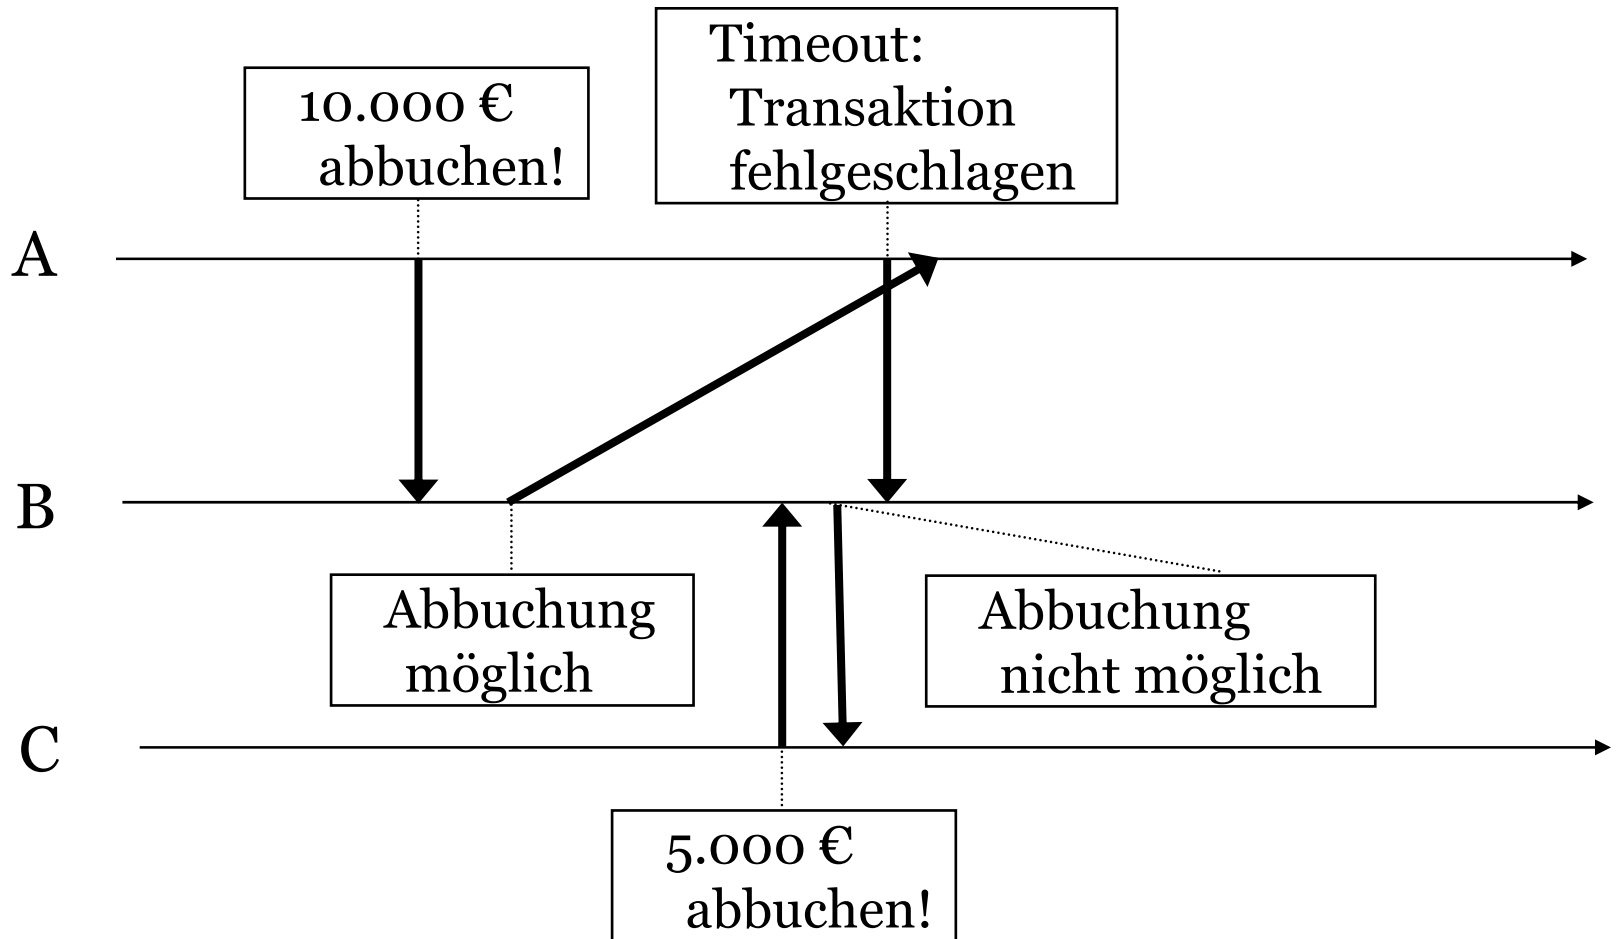 Timeout:
Transaktion
fehlgeschlagen
10.000 €
abbuchen!
A
B
Abbuchung
möglich
Abbuchung
nicht möglich
C
5.000 €
abbuchen!